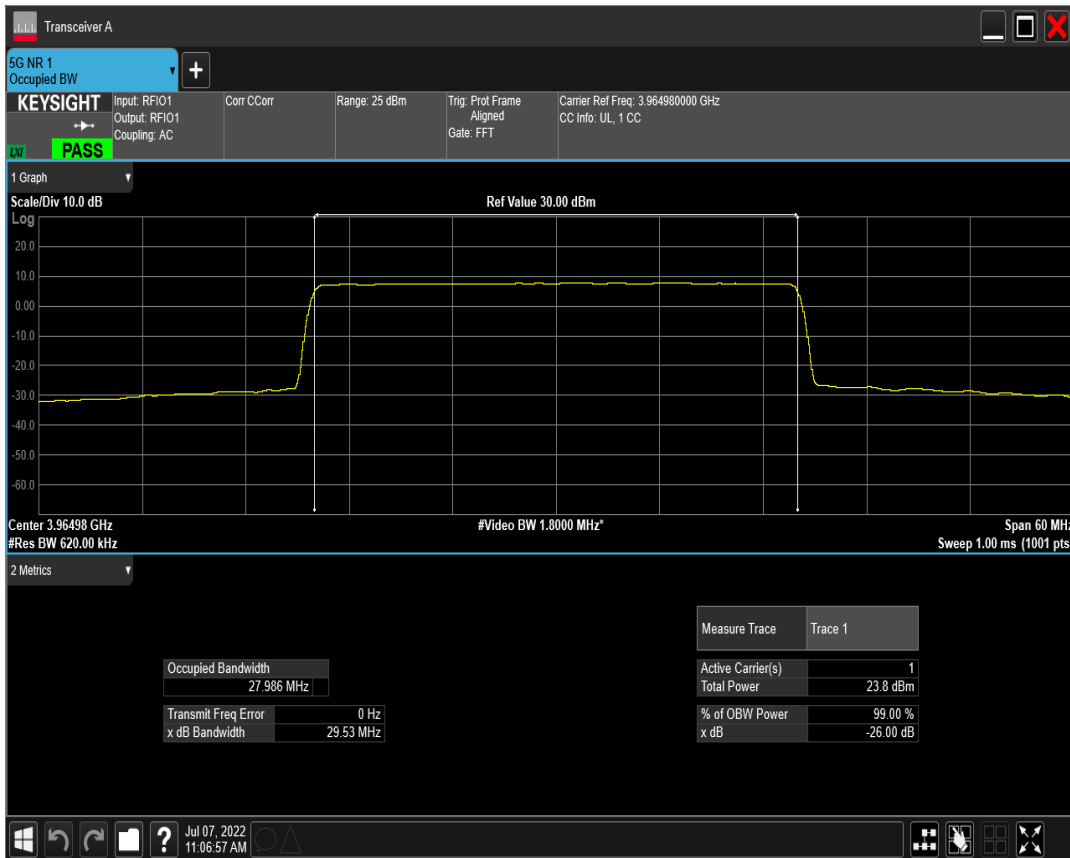 Transceiver A
5G NR 1
Occupied BW
+
KEYSIGHT
LXI
PASS
Input: RFIO1
Output: RFIO1
Coupling: AC
Corr CCorr
Range: 25 dBm
Trig: Prot Frame
Aligned
Gate: FFT
Carrier Ref Freq: 3.964980000 GHz
CC Info: UL, 1 CC
1 Graph
Scale/Div 10.0 dB
Ref Value 30.00 dBm
Log
20.0
10.0
0.00
-10.0
-20.0
-30.0
-40.0
-50.0
-60.0
Center 3.96498 GHz
#Video BW 1.8000 MHz*
Span 60 MHz
#Res BW 620.00 kHz
Sweep 1.00 ms (1001 pts
2 Metrics
Measure Trace Trace 1
Occupied Bandwidth
27.986 MHz
Active Carrier(s) 1
Total Power 23.8 dBm
Transmit Freq Error 0 Hz
x dB Bandwidth 29.53 MHz
% of OBW Power 99.00 %
x dB -26.00 dB
?
Jul 07, 2022
11:06:57 AM